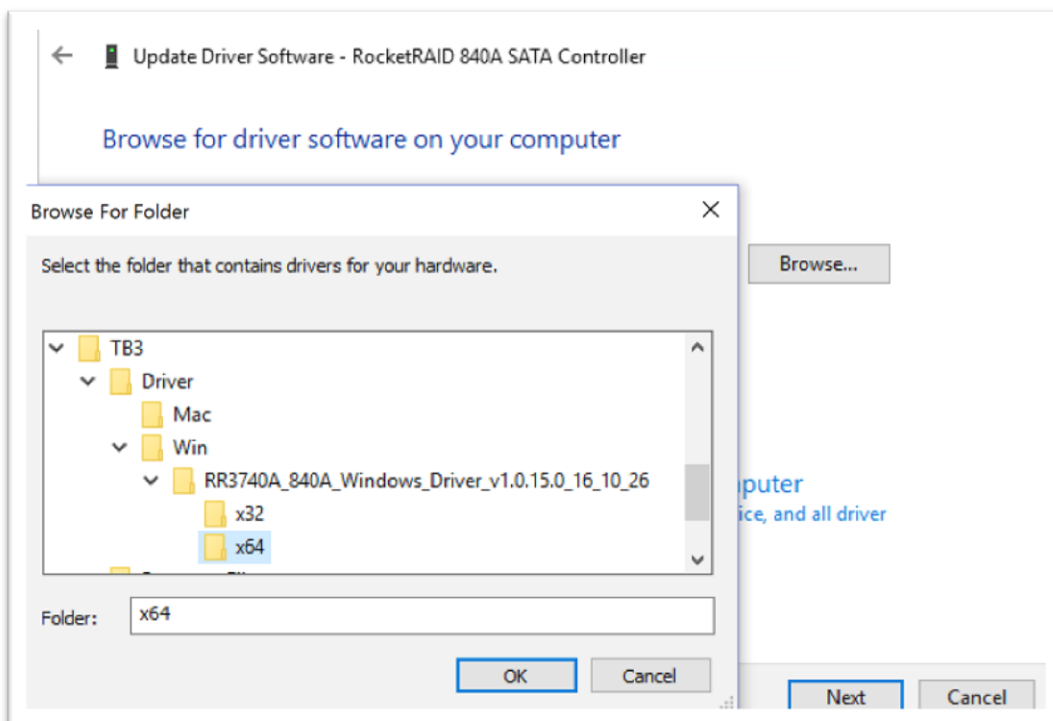 Update Driver Software - RocketRAID 840A SATA Controller
Browse for driver software on your computer
Browse For Folder
Select the folder that contains drivers for your hardware.
Browse...
TB3
Driver
Mac
Win
RR3740A_840A_Windows_Driver_v1.0.15.0_16_10_26
x32
x64
puter
ice, and all driver
Folder: x64
OK Cancel
Next Cancel